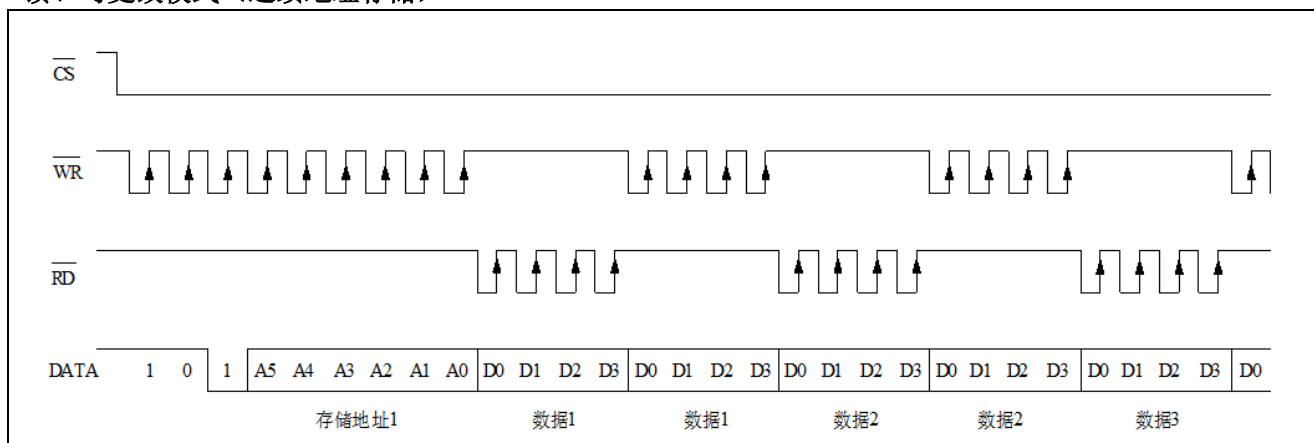 CS
WR
RD
DATA 1 0 1 A5 A4 A3 A2 A1 A0 D0 D1 D2 D3 D0 D1 D2 D3 D0 D1 D2 D3 D0 D1 D2 D3 D0 D1 D2 D3 D0
存储地址1 数据1 数据1 数据2 数据2 数据3